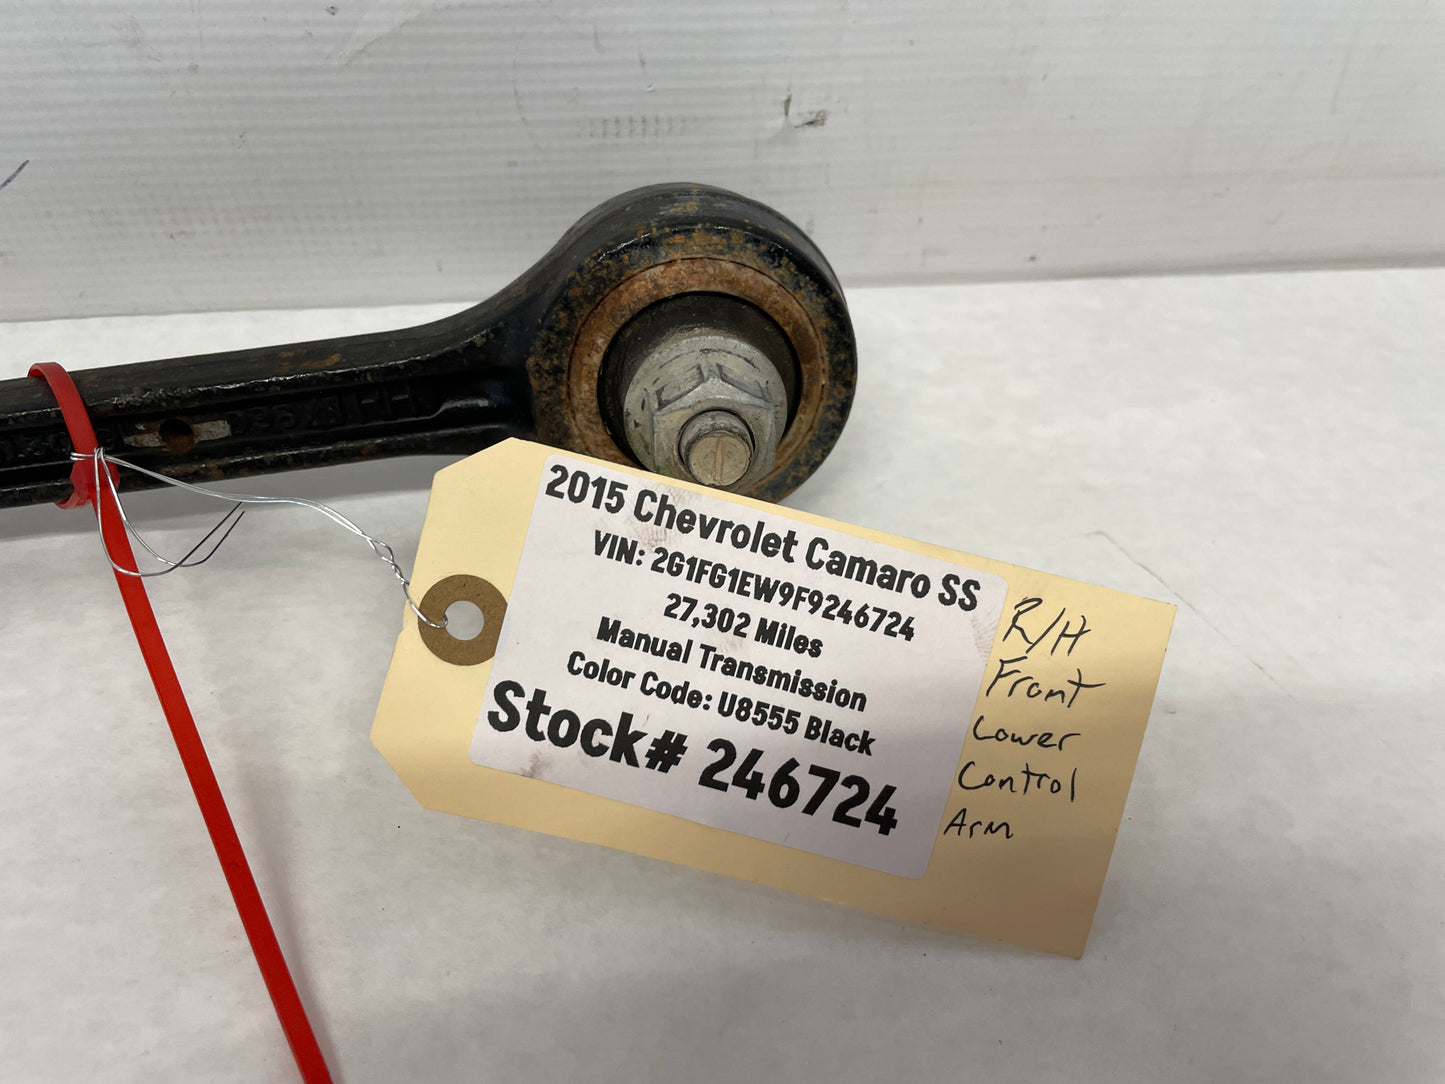 2015 Chevrolet Camaro SS
VIN: 2G1FG1EW9F9246724
27,302 Miles
Manual Transmission
Color Code: U8555 Black
Stock# 246724
R/H
Front
Lower
Control
Arm